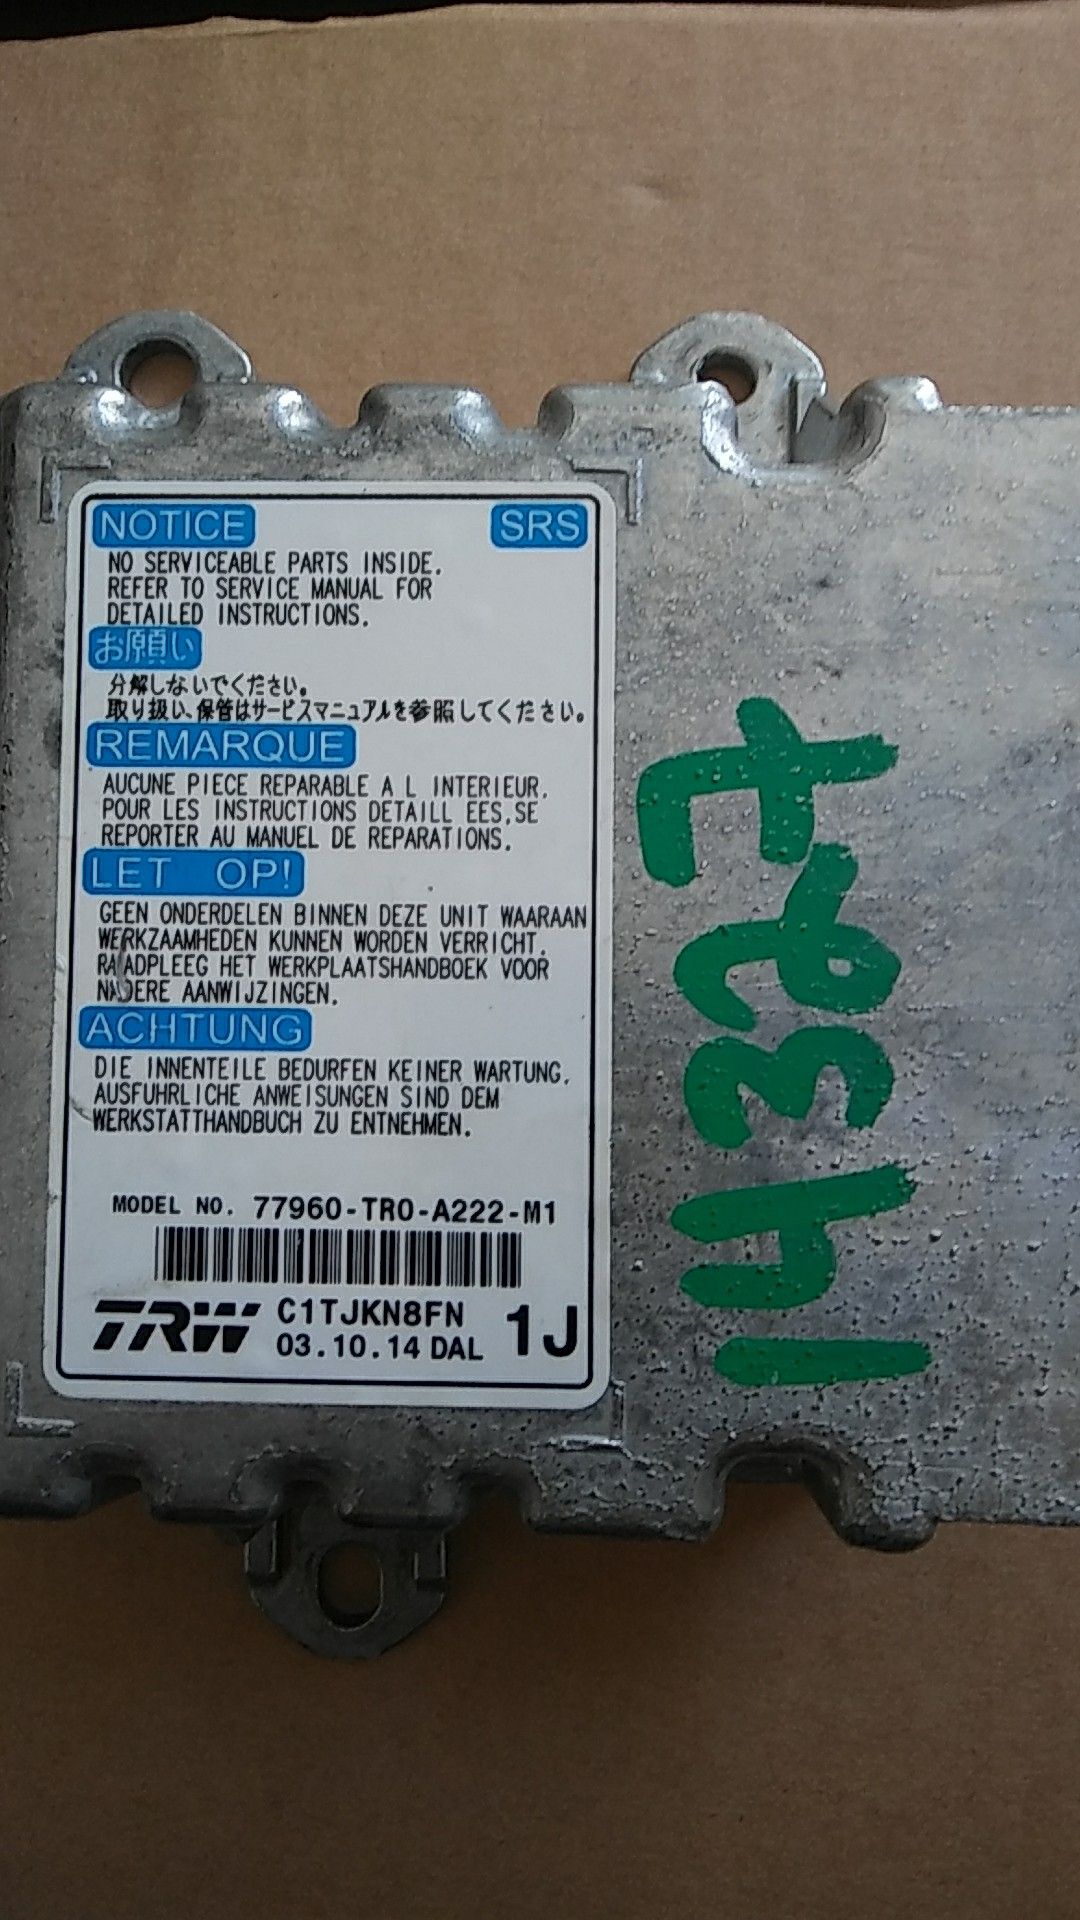 NOTICE SRS
NO SERVICEABLE PARTS INSIDE.
REFER TO SERVICE MANUAL FOR
DETAILED INSTRUCTIONS.
お願い
分解しないでください。
取り扱い、保管はサービスマニュアルを参照してください。
REMARQUE
AUCUNE PIECE REPARABLE A L INTERIEUR.
POUR LES INSTRUCTIONS DETAILL EES,SE
REPORTER AU MANUEL DE REPARATIONS.
LET OP!
GEEN ONDERDELEN BINNEN DEZE UNIT WAARAAN
WERKZAAMHEDEN KUNNEN WORDEN VERRICHT.
RAADPLEEG HET WERKPLAATSHANDBOEK VOOR
NADERE AANWIJZINGEN.
ACHTUNG
DIE INNENTEILE BEDURFEN KEINER WARTUNG.
AUSFUHRLICHE ANWEISUNGEN SIND DEM
WERKSTATTHANDBUCH ZU ENTNEHMEN.
MODEL NO. 77960-TR0-A222-M1
TRW C1TJKN8FN 1J
03.10.14 DAL